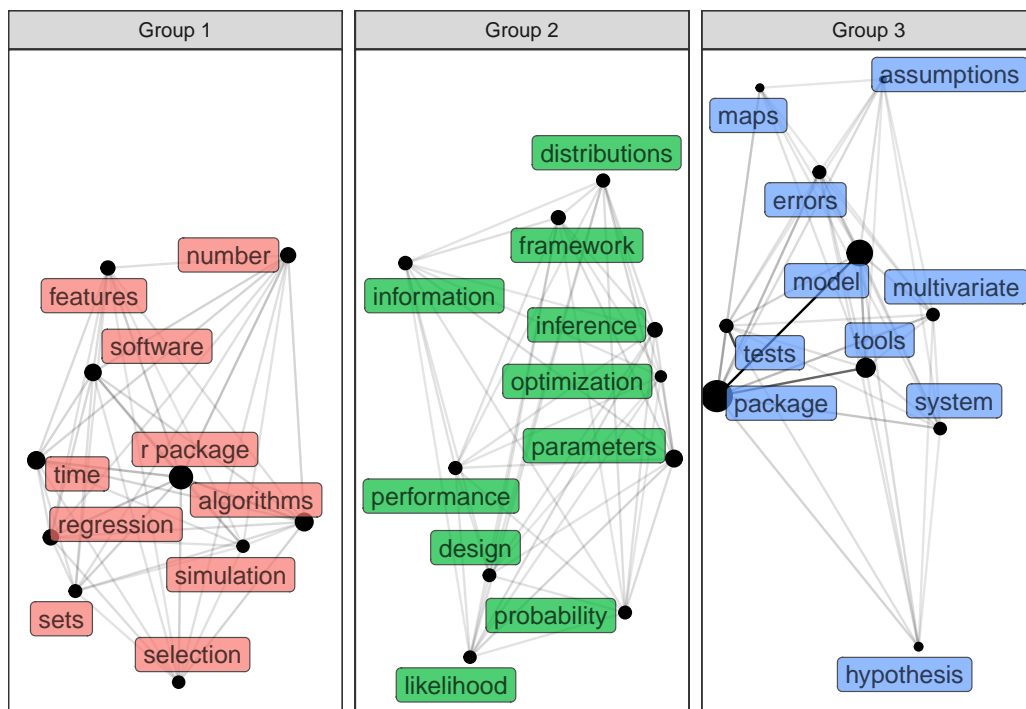 Group 1
number
features
software
r package
time
algorithms
regression
simulation
sets
selection
Group 2
distributions
framework
information
inference
optimization
parameters
performance
design
probability
likelihood
Group 3
assumptions
maps
errors
model
multivariate
tools
tests
package
system
hypothesis